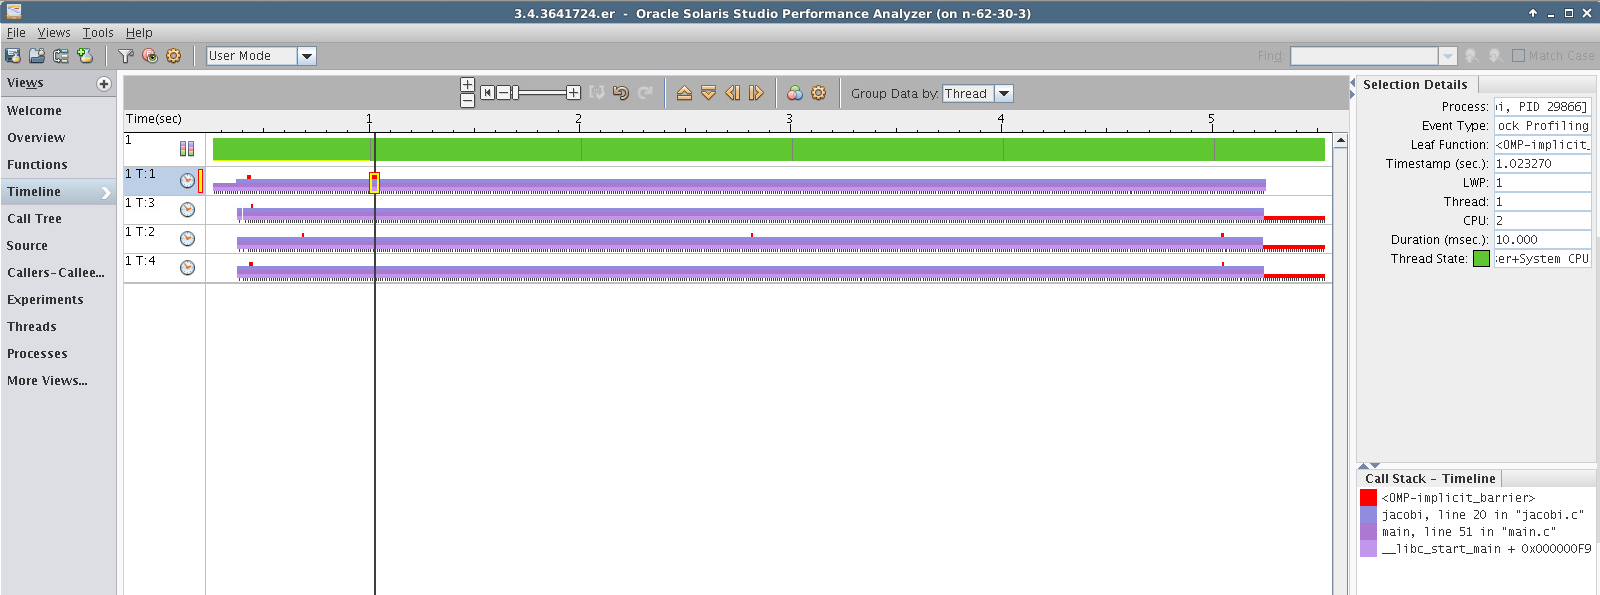 3.4.3641724.er - Oracle Solaris Studio Performance Analyzer (on n-62-30-3)
File Views Tools Help
User Mode
Find:
Match Case
Views
Welcome
Overview
Functions
Timeline
Call Tree
Source
Callers-Callee...
Experiments
Threads
Processes
More Views...
Group Data by: Thread
Time(sec)
1 2 3 4 5
1
1 T:1
1 T:3
1 T:2
1 T:4
Selection Details
Process: i, PID 29866]
Event Type: ock Profiling
Leaf Function: <OMP-implicit_
Timestamp (sec.): 1.023270
LWP: 1
Thread: 1
CPU: 2
Duration (msec.): 10.000
Thread State: er+System CPU
Call Stack - Timeline
<OMP-implicit_barrier>
jacobi, line 20 in "jacobi.c"
main, line 51 in "main.c"
__libc_start_main + 0x000000F9